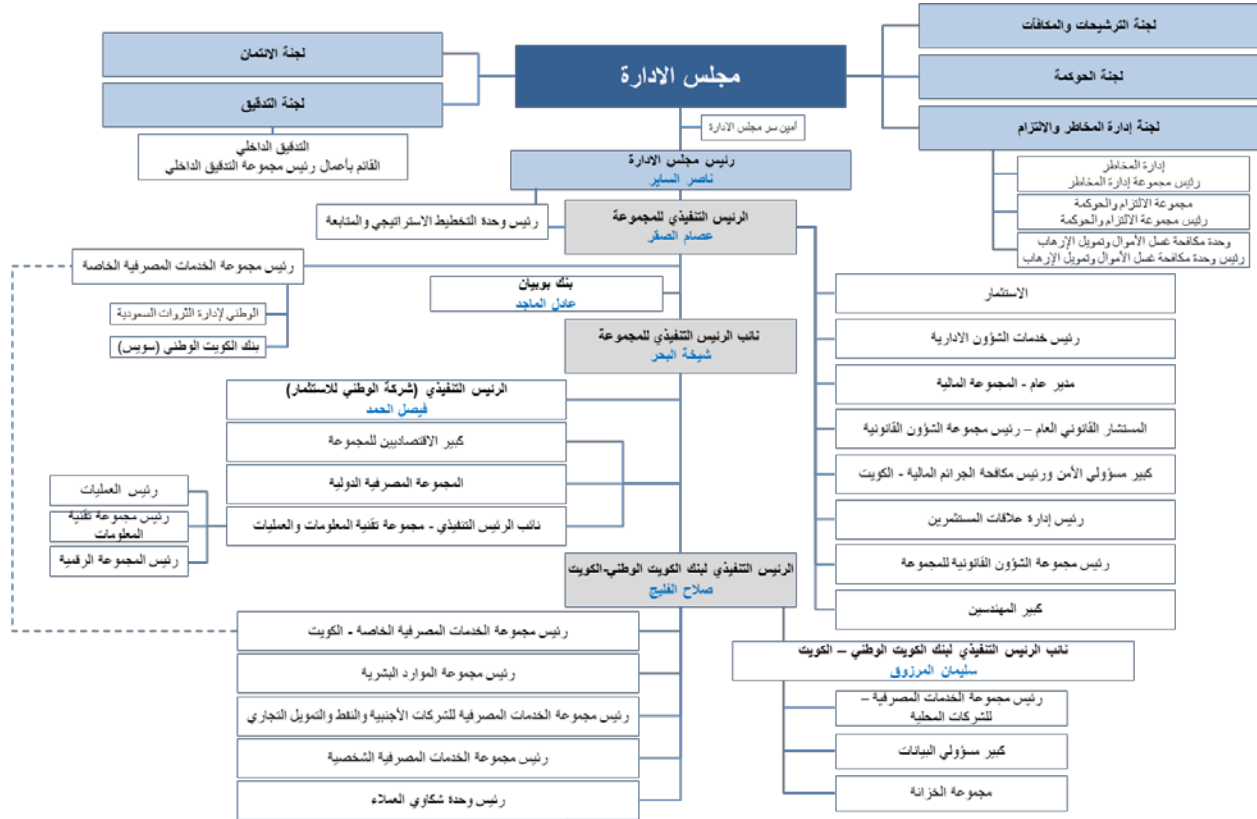 مجلس الادارة
لجنة الترشيحات والمكافآت
لجنة الحوكمة
لجنة إدارة المخاطر والالتزام
إدارة المخاطر
رئيس مجموعة إدارة المخاطر
مجموعة الالتزام والحوكمة
رئيس مجموعة الالتزام والحوكمة
وحدة مكافحة غسل الأموال وتمويل الإرهاب
رئيس وحدة مكافحة غسل الأموال وتمويل الإرهاب
لجنة الائتمان
لجنة التدقيق
التدقيق الداخلي
القائم بأعمال رئيس مجموعة التدقيق الداخلي
أمين سر مجلس الادارة
رئيس مجلس الادارة
ناصر الساير
رئيس وحدة التخطيط الاستراتيجي والمتابعة
الرئيس التنفيذي للمجموعة
عصام الصقر
الاستثمار
رئيس خدمات الشؤون الادارية
مدير عام - المجموعة المالية
المستشار القانوني العام – رئيس مجموعة الشؤون القانونية
كبير مسؤولي الأمن ورئيس مكافحة الجرائم المالية - الكويت
رئيس إدارة علاقات المستثمرين
رئيس مجموعة الشؤون القانونية للمجموعة
كبير المهندسين
رئيس مجموعة الخدمات المصرفية الخاصة
الوطني لإدارة الثروات السعودية
بنك الكويت الوطني (سويس)
بنك بوبيان
عادل الماجد
نائب الرئيس التنفيذي للمجموعة
شيخة البحر
الرئيس التنفيذي (شركة الوطني للاستثمار)
فيصل الحمد
كبير الاقتصاديين للمجموعة
المجموعة المصرفية الدولية
نائب الرئيس التنفيذي - مجموعة تقنية المعلومات والعمليات
رئيس العمليات
رئيس مجموعة تقنية
المعلومات
رئيس المجموعة الرقمية
الرئيس التنفيذي لبنك الكويت الوطني-الكويت
صلاح الفليج
رئيس مجموعة الخدمات المصرفية الخاصة - الكويت
رئيس مجموعة الموارد البشرية
رئيس مجموعة الخدمات المصرفية للشركات الأجنبية والنفط والتمويل التجاري
رئيس مجموعة الخدمات المصرفية الشخصية
رئيس وحدة شكاوي العملاء
نائب الرئيس التنفيذي لبنك الكويت الوطني – الكويت
سليمان المرزوق
رئيس مجموعة الخدمات المصرفية –
للشركات المحلية
كبير مسؤولي البيانات
مجموعة الخزانة